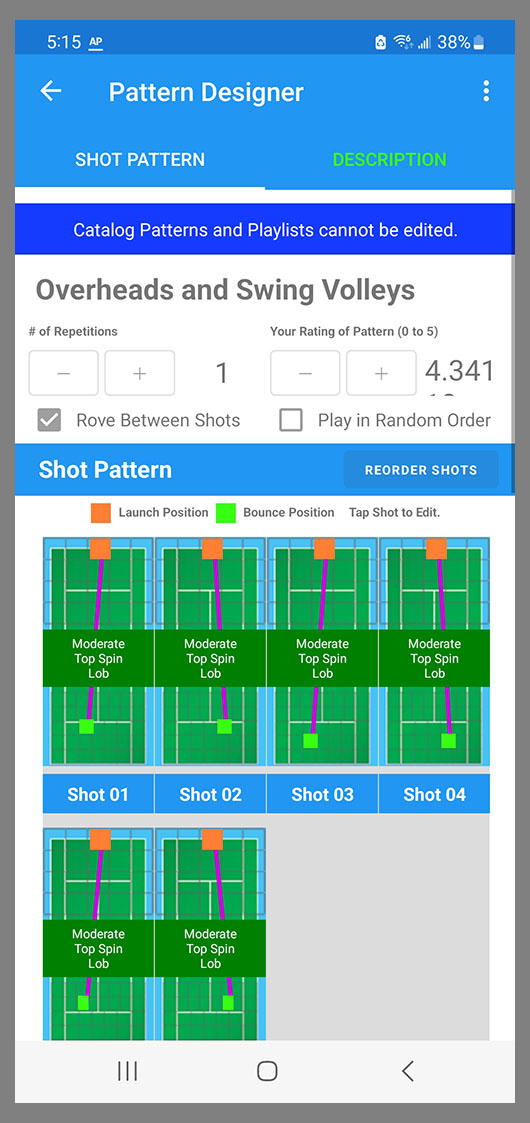 5:15 AP 38%
Pattern Designer
SHOT PATTERN DESCRIPTION
Catalog Patterns and Playlists cannot be edited.
Overheads and Swing Volleys
# of Repetitions Your Rating of Pattern (0 to 5)
− + 1 − + 4.341
Rove Between Shots Play in Random Order
Shot Pattern REORDER SHOTS
Launch Position Bounce Position Tap Shot to Edit.
Moderate Moderate Moderate Moderate
Top Spin Top Spin Top Spin Top Spin
Lob Lob Lob Lob
Shot 01 Shot 02 Shot 03 Shot 04
Moderate Moderate
Top Spin Top Spin
Lob Lob